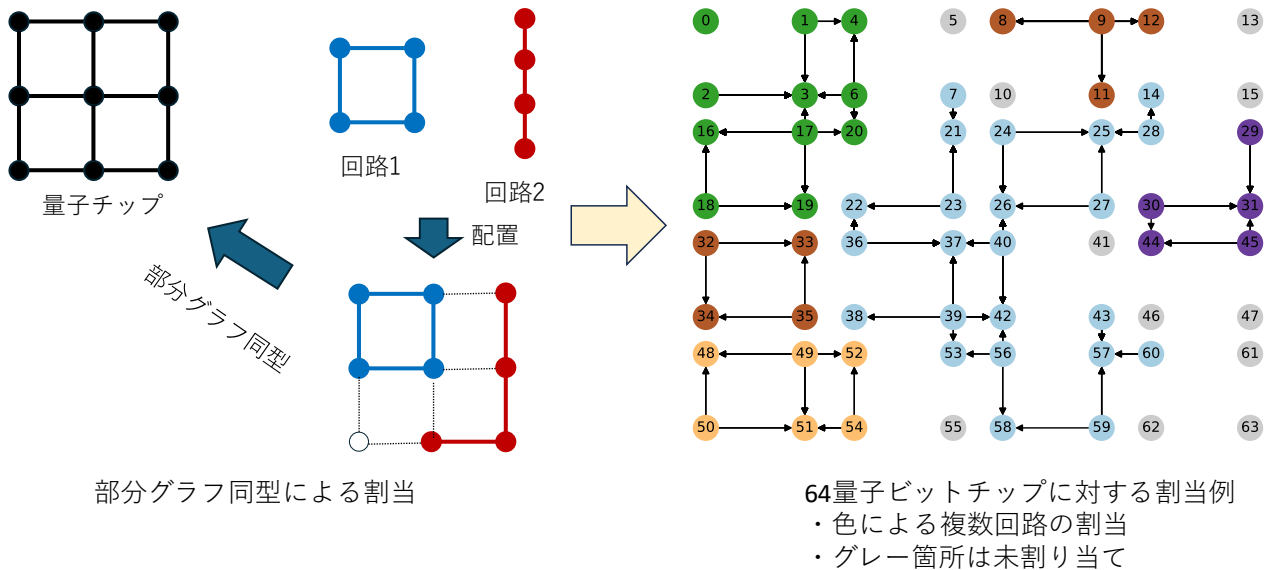 量子チップ
回路1
回路2
配置
部分グラフ同型
部分グラフ同型による割当
0 1 4 5 8 9 12 13
2 3 6 7 10 11 14 15
16 17 20 21 24 25 28 29
18 19 22 23 26 27 30 31
32 33 36 37 40 41 44 45
34 35 38 39 42 43 46 47
48 49 52 53 56 57 60 61
50 51 54 55 58 59 62 63
64量子ビットチップに対する割当例
・色による複数回路の割当
・グレー箇所は未割り当て